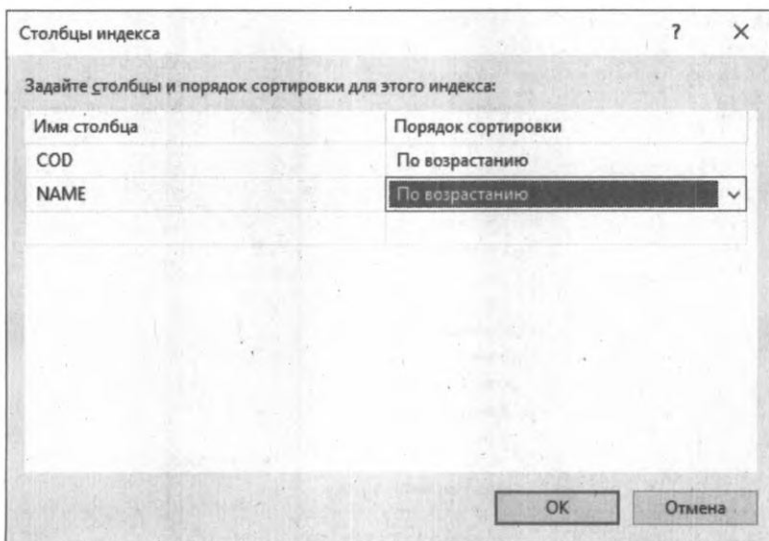 Столбцы индекса ? ×
Задайте столбцы и порядок сортировки для этого индекса:
Имя столбца Порядок сортировки
COD По возрастанию
NAME По возрастанию
OK Отмена